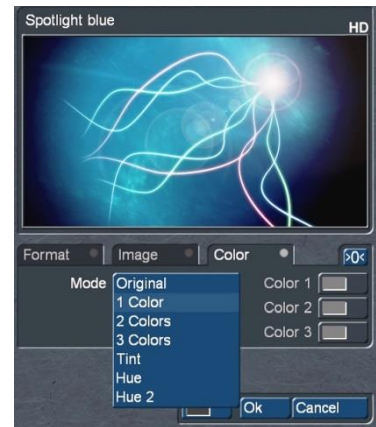 Spotlight blue
HD
Format Image Color >0<
Mode Original Color 1
1 Color
2 Colors Color 2
3 Colors Color 3
Tint
Hue
Hue 2
Ok Cancel